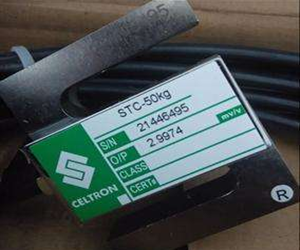 STC-50kg
S/N 21446495
O/P 2.9974 mv/v
CLASS
CERT#
CELTRON
®